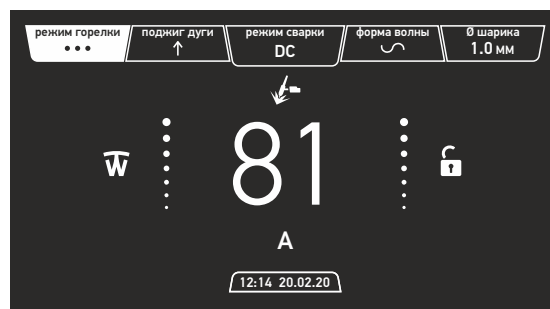 режим горелки
поджиг дуги
режим сварки
DC
форма волны
Ø шарика
1.0 мм
81
A
12:14 20.02.20